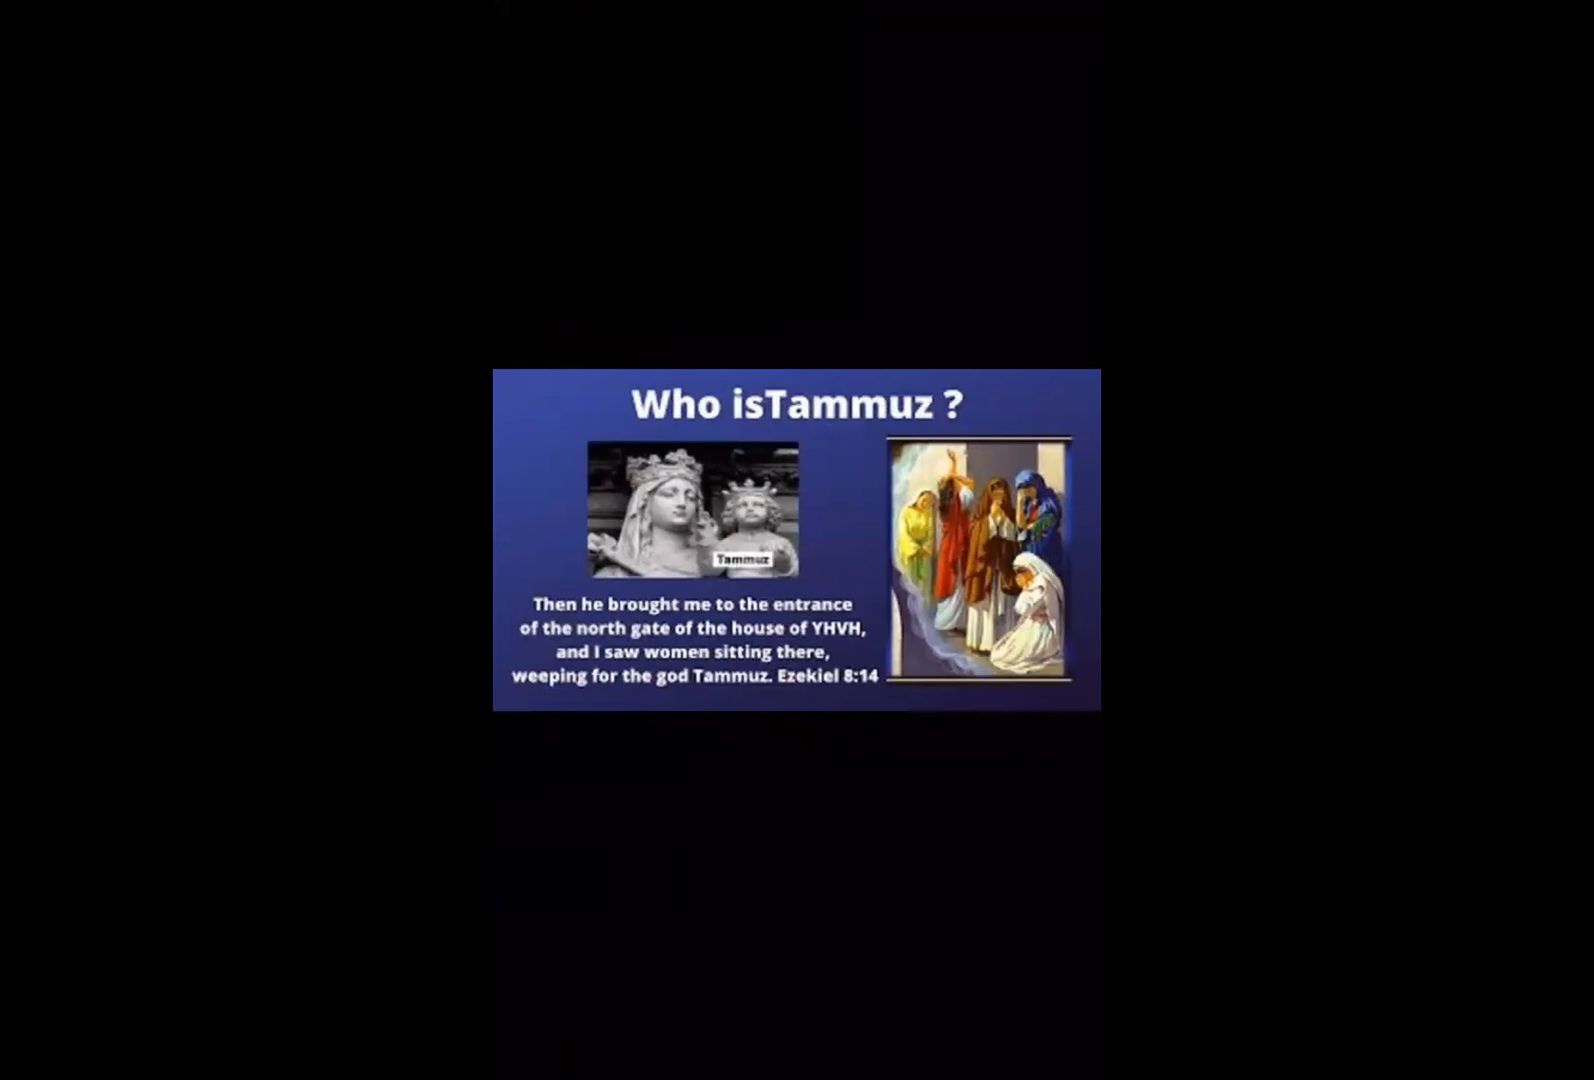 Who isTammuz ?
Tammuz
Then he brought me to the entrance
of the north gate of the house of YHVH,
and I saw women sitting there,
weeping for the god Tammuz. Ezekiel 8:14